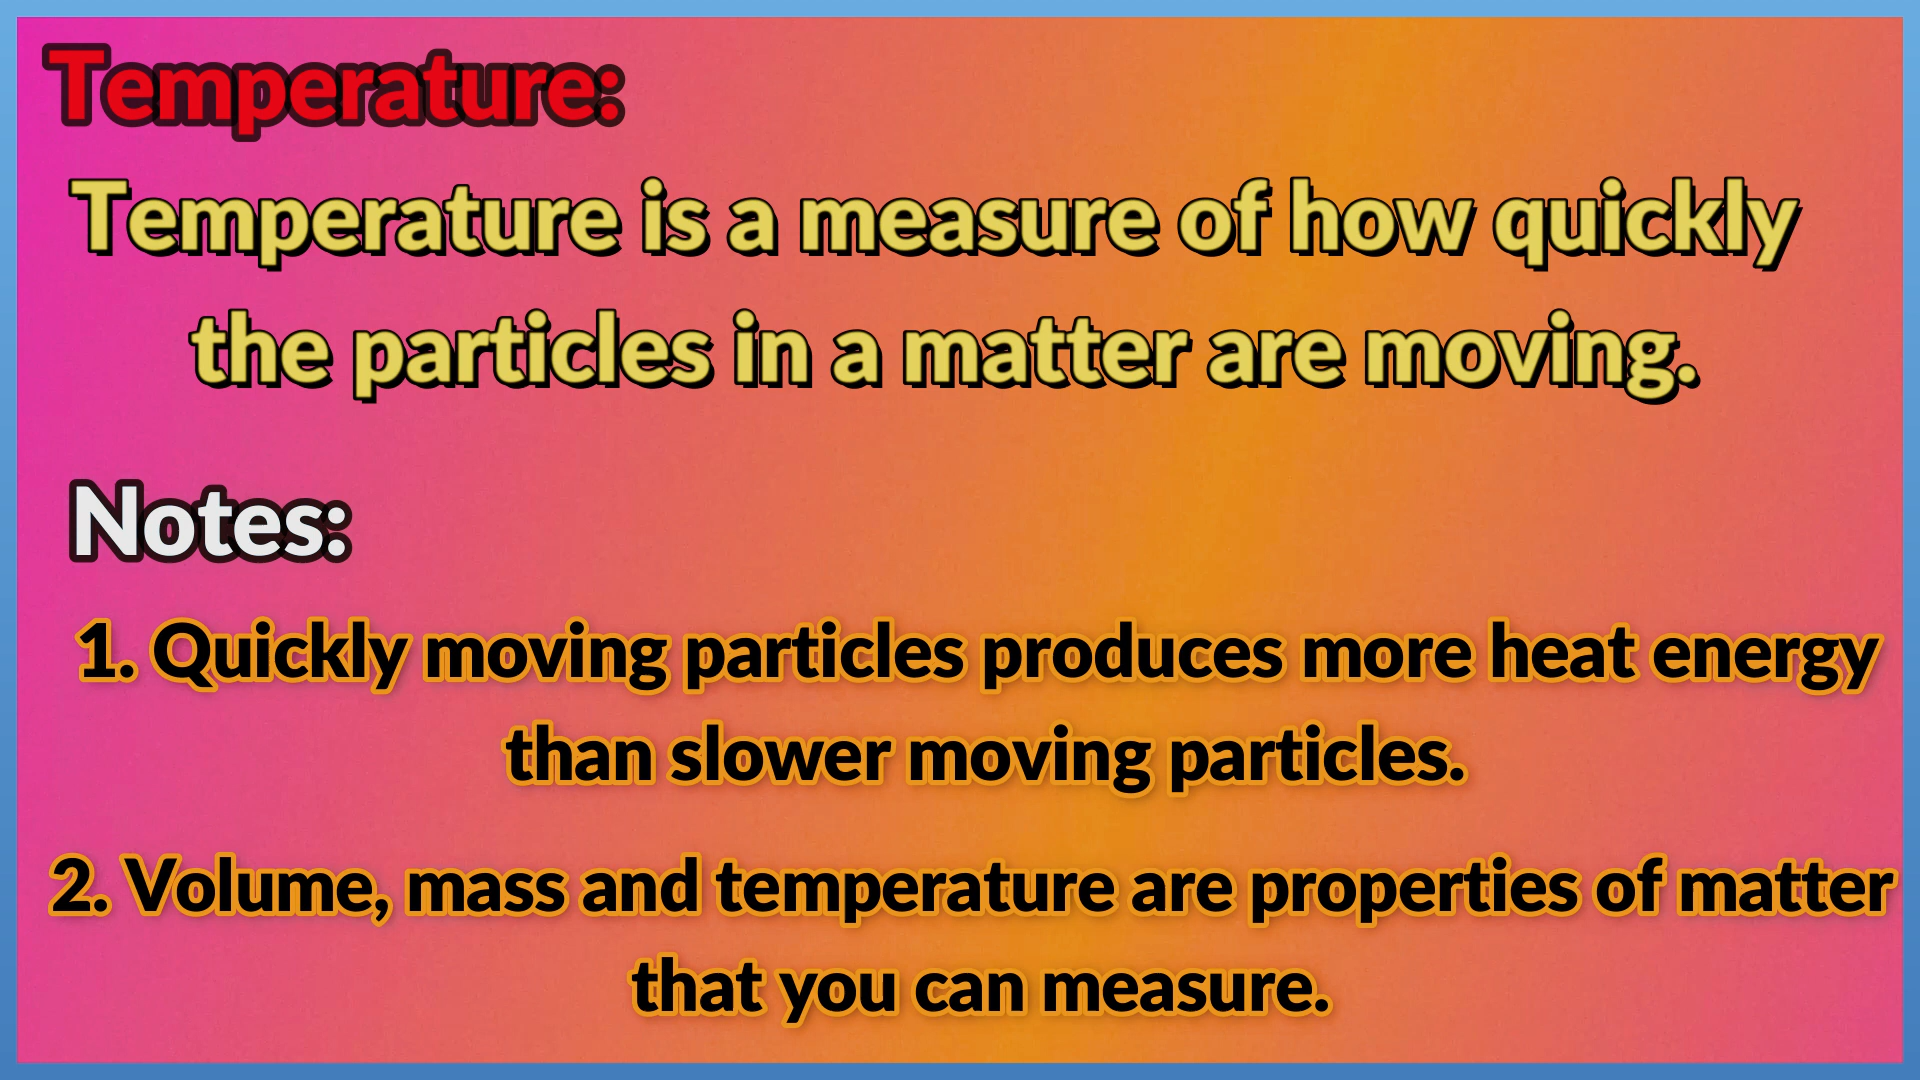 Temperature:
Temperature is a measure of how quickly
the particles in a matter are moving.
Notes:
1. Quickly moving particles produces more heat energy
than slower moving particles.
2. Volume, mass and temperature are properties of matter
that you can measure.